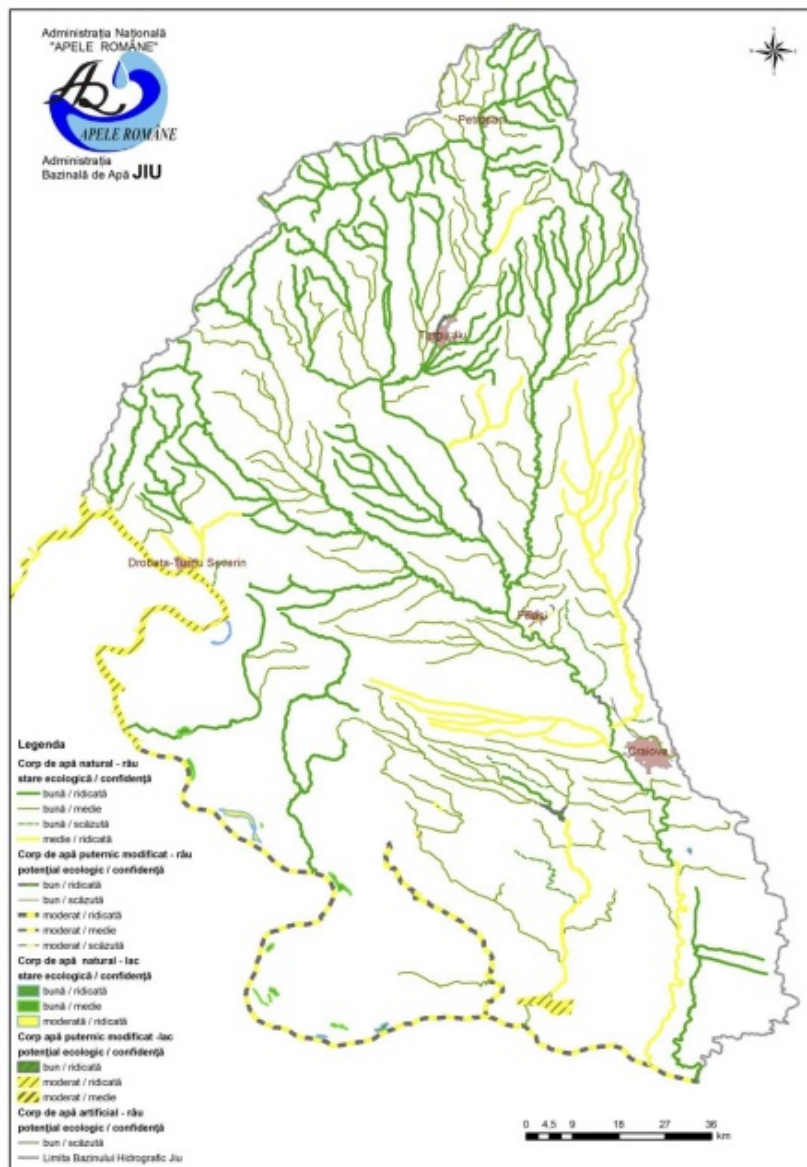 Administrația Națională
"APELE ROMÂNE"
APELE ROMÂNE
Administrația
Bazinală de Apă JIU
Petroșani
Târgu Jiu
Drobeta-Turnu Severin
Filiași
Craiova
Legenda
Corp de apă natural - râu
stare ecologică / confidență
bună / ridicată
bună / medie
bună / scăzută
medie / ridicată
Corp de apă puternic modificat - râu
potențial ecologic / confidență
bun / ridicată
bun / scăzută
moderat / ridicată
moderat / medie
moderat / scăzută
Corp de apă natural - lac
stare ecologică / confidență
bună / ridicată
bună / medie
moderată / ridicată
Corp apă puternic modificat -lac
potențial ecologic / confidență
bun / ridicată
moderat / ridicată
moderat / medie
Corp de apă artificial - râu
potențial ecologic / confidență
bun / scăzută
Limita Bazinului Hidrografic Jiu
0 4,5 9 18 27 36
km